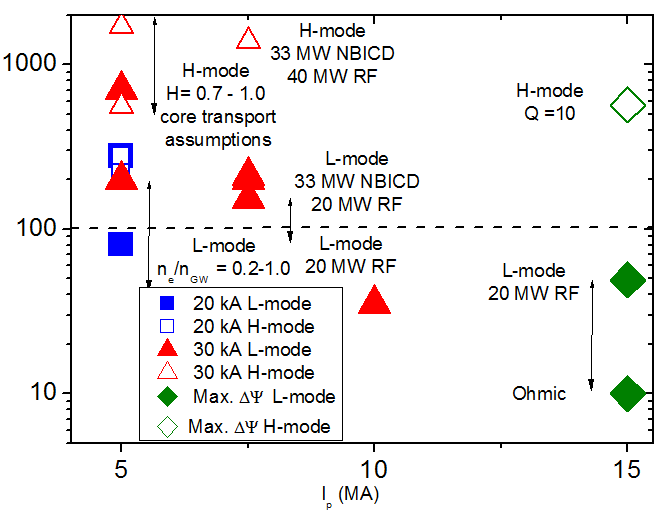 1000
100
10
H-mode
33 MW NBICD
40 MW RF
H-mode
H= 0.7 - 1.0
core transport
assumptions
H-mode
Q =10
L-mode
33 MW NBICD
20 MW RF
L-mode
n_e/n_GW = 0.2-1.0
L-mode
20 MW RF
L-mode
20 MW RF
Ohmic
20 kA L-mode
20 kA H-mode
30 kA L-mode
30 kA H-mode
Max. ΔΨ L-mode
Max. ΔΨ H-mode
5
10
15
I_p (MA)